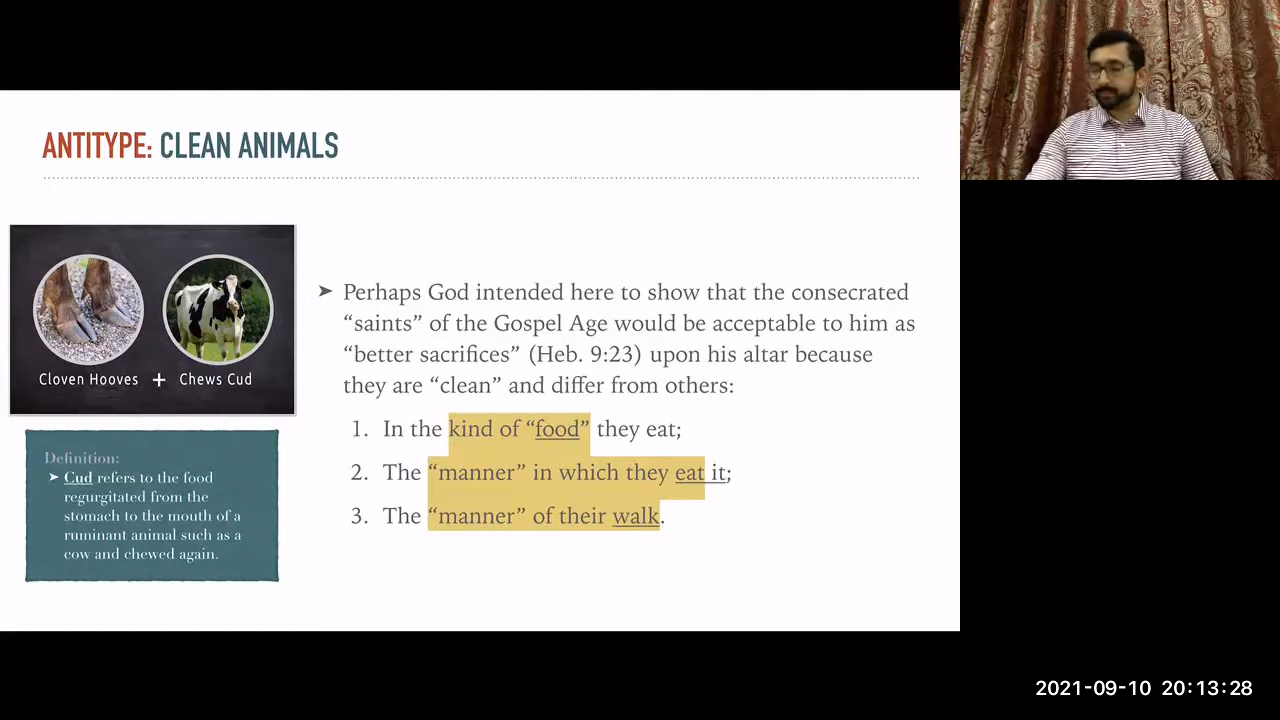 ANTITYPE: CLEAN ANIMALS
Cloven Hooves + Chews Cud
Definition:
➤ Cud refers to the food
regurgitated from the
stomach to the mouth of a
ruminant animal such as a
cow and chewed again.
➤ Perhaps God intended here to show that the consecrated
“saints” of the Gospel Age would be acceptable to him as
“better sacrifices” (Heb. 9:23) upon his altar because
they are “clean” and differ from others:
1. In the kind of “food” they eat;
2. The “manner” in which they eat it;
3. The “manner” of their walk.
2021-09-10 20:13:28